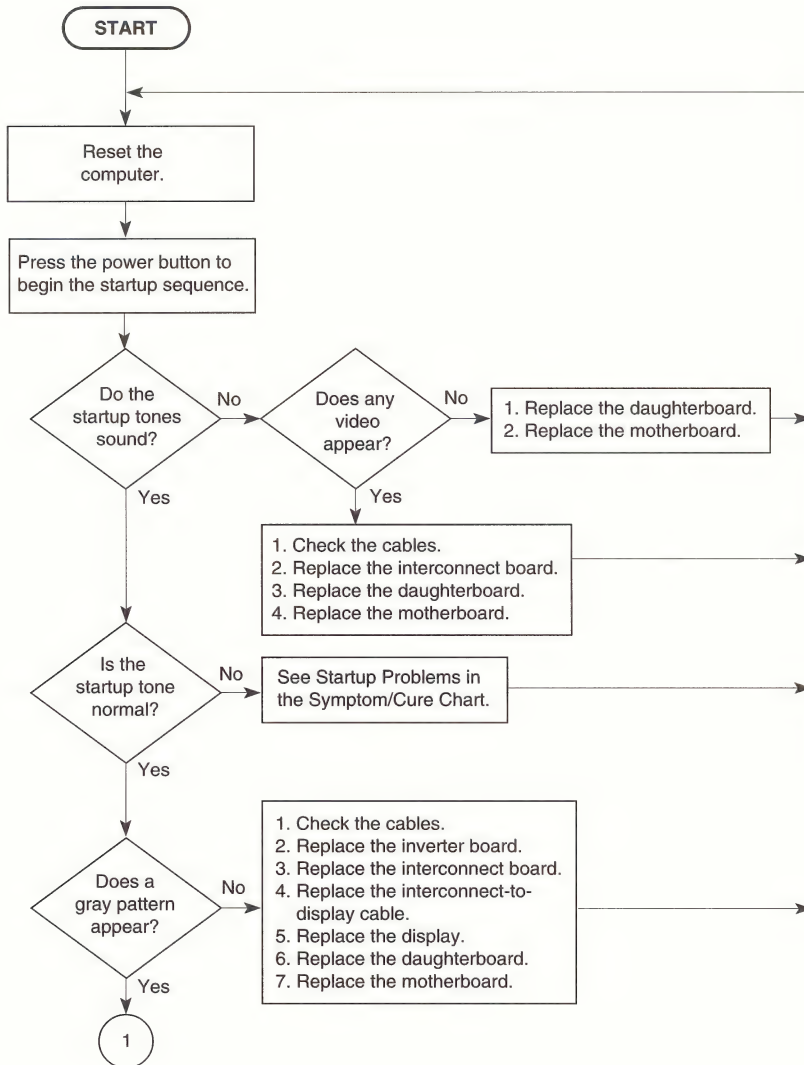 START
Reset the
computer.
Press the power button to
begin the startup sequence.
Do the
startup tones
sound?
No
Does any
video
appear?
No
1. Replace the daughterboard.
2. Replace the motherboard.
Yes
Yes
1. Check the cables.
2. Replace the interconnect board.
3. Replace the daughterboard.
4. Replace the motherboard.
Is the
startup tone
normal?
No
See Startup Problems in
the Symptom/Cure Chart.
Yes
Does a
gray pattern
appear?
No
1. Check the cables.
2. Replace the inverter board.
3. Replace the interconnect board.
4. Replace the interconnect-to-
display cable.
5. Replace the display.
6. Replace the daughterboard.
7. Replace the motherboard.
Yes
1